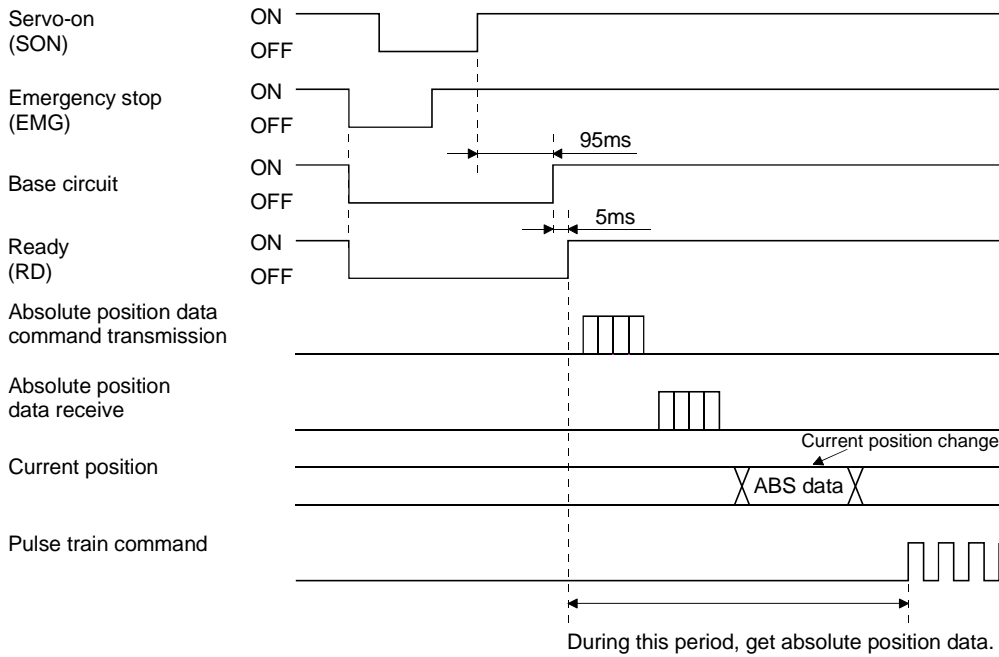 Servo-on
(SON)
ON
OFF
Emergency stop
(EMG)
ON
OFF
95ms
Base circuit
ON
OFF
5ms
Ready
(RD)
ON
OFF
Absolute position data
command transmission
Absolute position
data receive
Current position change
Current position
ABS data
Pulse train command
During this period, get absolute position data.